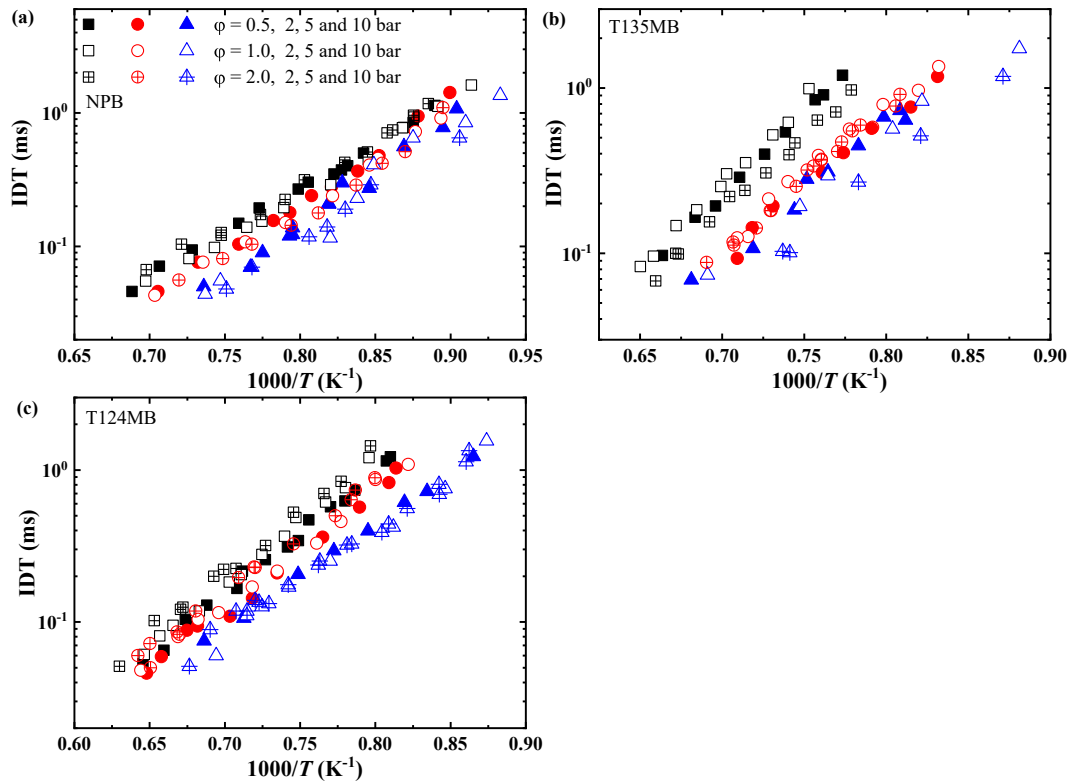 (a)
φ = 0.5, 2, 5 and 10 bar
φ = 1.0, 2, 5 and 10 bar
φ = 2.0, 2, 5 and 10 bar
NPB
10⁰
10⁻¹
IDT (ms)
0.65 0.70 0.75 0.80 0.85 0.90 0.95
1000/T (K⁻¹)
(b)
T135MB
10⁰
10⁻¹
IDT (ms)
0.65 0.70 0.75 0.80 0.85 0.90
1000/T (K⁻¹)
(c)
T124MB
10⁰
10⁻¹
IDT (ms)
0.60 0.65 0.70 0.75 0.80 0.85 0.90
1000/T (K⁻¹)